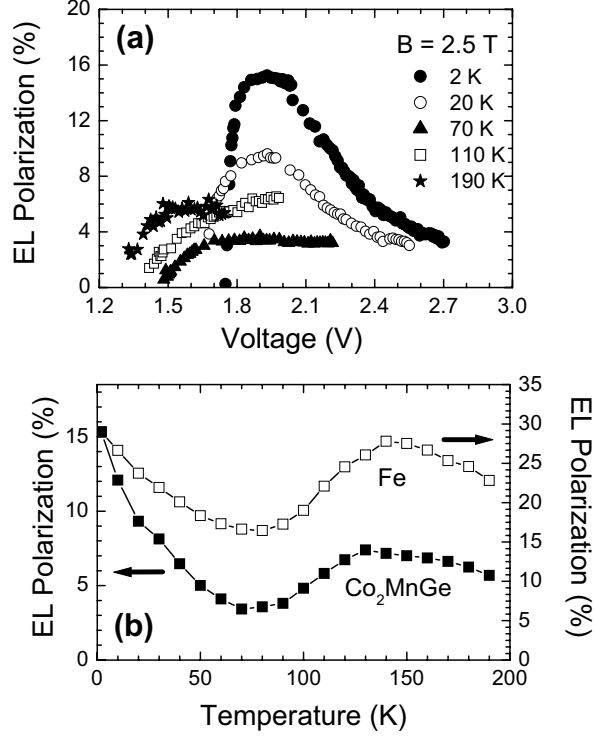 20
16
12
8
4
0
EL Polarization (%)
(a)
B = 2.5 T
2 K
20 K
70 K
110 K
190 K
1.2 1.5 1.8 2.1 2.4 2.7 3.0
Voltage (V)
15
10
5
0
EL Polarization (%)
35
30
25
20
15
10
5
0
EL Polarization (%)
Fe
Co₂MnGe
(b)
0 50 100 150 200
Temperature (K)